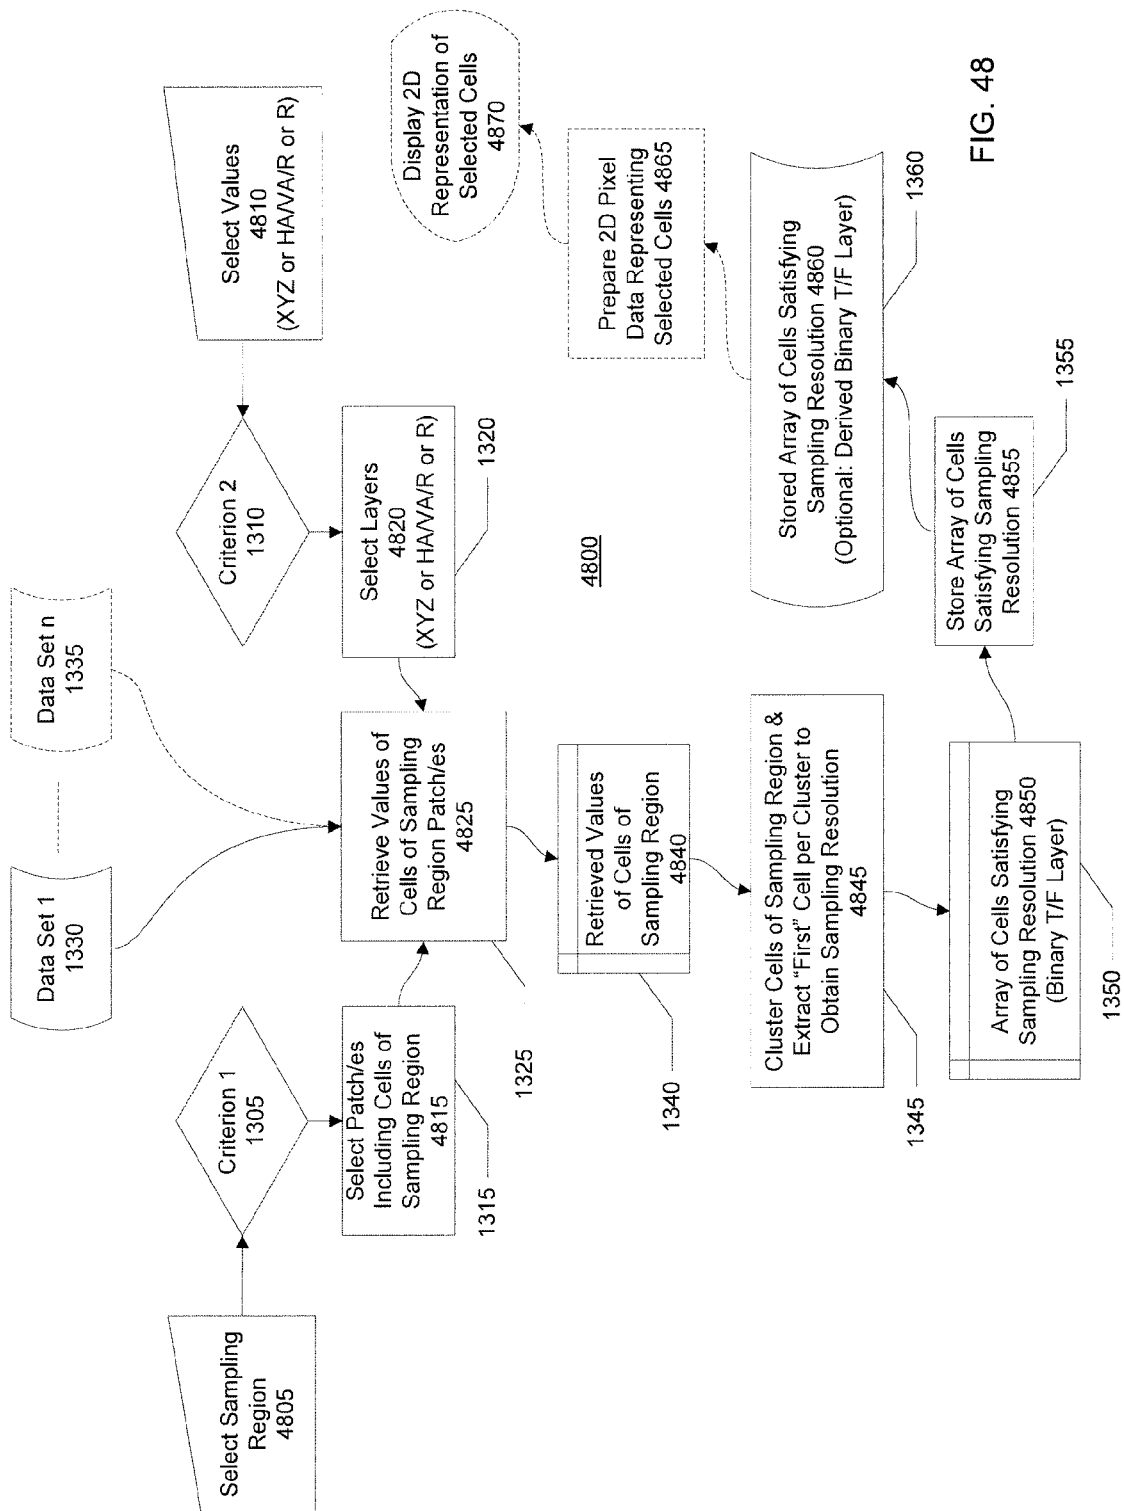 Data Set 1
1330
Data Set n
1335
Select Sampling
Region
4805
Criterion 1
1305
Criterion 2
1310
Select Values
4810
(XYZ or HA/VA/R or R)
Select Patch/es
Including Cells of
Sampling Region
4815
1315
Retrieve Values of
Cells of Sampling
Region Patch/es
4825
1325
Select Layers
4820
(XYZ or HA/VA/R or R)
1320
Display 2D
Representation of
Selected Cells
4870
Retrieved Values
of Cells of
Sampling Region
4840
1340
4800
Prepare 2D Pixel
Data Representing
Selected Cells 4865
Cluster Cells of Sampling Region &
Extract "First" Cell per Cluster to
Obtain Sampling Resolution
4845
1345
Stored Array of Cells Satisfying
Sampling Resolution 4860
(Optional: Derived Binary T/F Layer)
1360
Array of Cells Satisfying
Sampling Resolution 4850
(Binary T/F Layer)
1350
Store Array of Cells
Satisfying Sampling
Resolution 4855
1355
FIG. 48